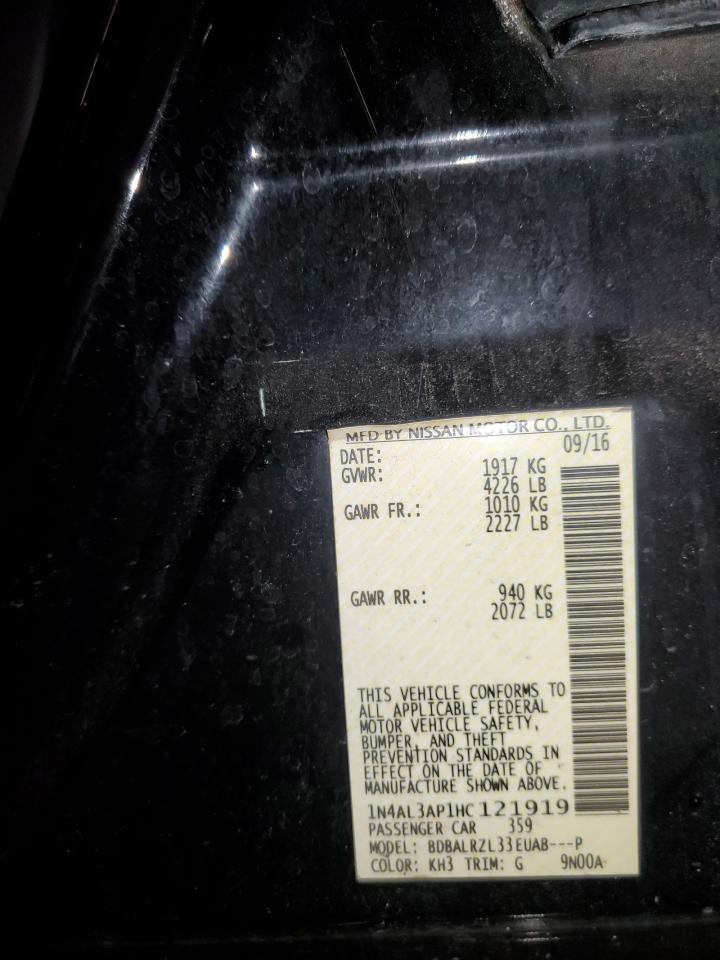 MFD BY NISSAN MOTOR CO., LTD.
DATE: 09/16
GVWR: 1917 KG
4226 LB
GAWR FR.: 1010 KG
2227 LB
GAWR RR.: 940 KG
2072 LB
THIS VEHICLE CONFORMS TO
ALL APPLICABLE FEDERAL
MOTOR VEHICLE SAFETY,
BUMPER, AND THEFT
PREVENTION STANDARDS IN
EFFECT ON THE DATE OF
MANUFACTURE SHOWN ABOVE.
1N4AL3AP1HC121919
PASSENGER CAR 359
MODEL: BDBALRZL33EUAB---P
COLOR: KH3 TRIM: G 9N00A